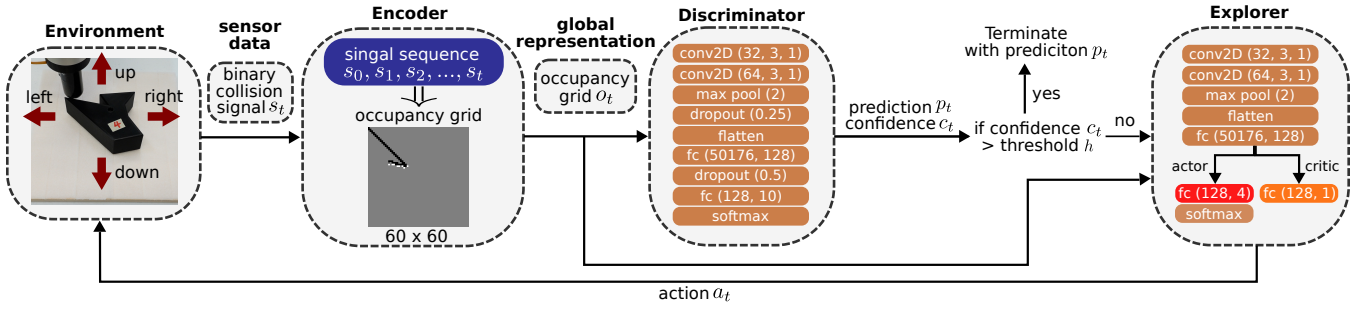 Environment
up
left
right
down
sensor
data
binary
collision
signal s_t
Encoder
singal sequence
s_0, s_1, s_2, ..., s_t
occupancy grid
60 x 60
global
representation
occupancy
grid o_t
Discriminator
conv2D (32, 3, 1)
conv2D (64, 3, 1)
max pool (2)
dropout (0.25)
flatten
fc (50176, 128)
dropout (0.5)
fc (128, 10)
softmax
prediction p_t
confidence c_t
Terminate
with prediciton p_t
yes
if confidence c_t
> threshold h
no
Explorer
conv2D (32, 3, 1)
conv2D (64, 3, 1)
max pool (2)
flatten
fc (50176, 128)
actor
critic
fc (128, 4)
fc (128, 1)
softmax
action a_t